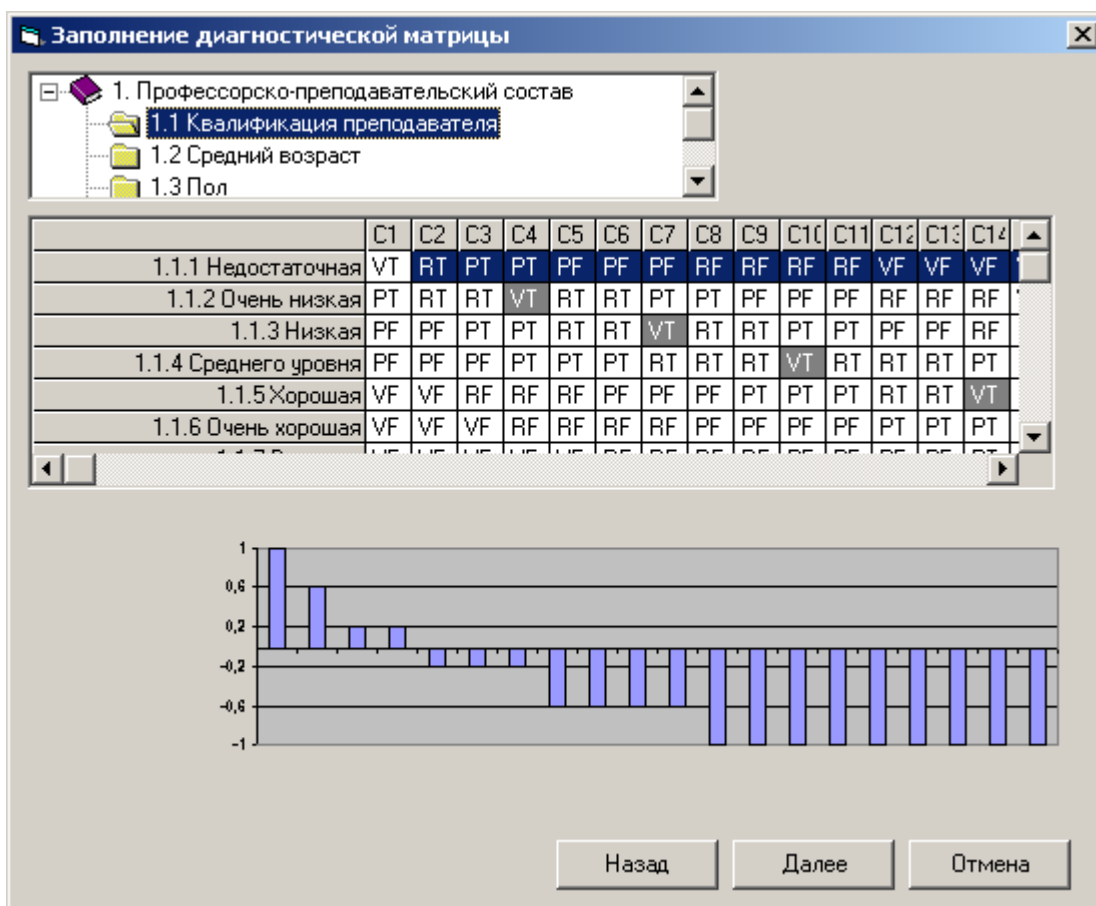 Заполнение диагностической матрицы
1. Профессорско-преподавательский состав
1.1 Квалификация преподавателя
1.2 Средний возраст
1.3 Пол
C1 C2 C3 C4 C5 C6 C7 C8 C9 C10 C11 C12 C13 C14
1.1.1 Недостаточная VT RT PT PT PF PF PF RF RF RF RF VF VF VF
1.1.2 Очень низкая PT RT RT VT RT RT PT PT PF PF PF RF RF RF
1.1.3 Низкая PF PF PT PT RT RT VT RT RT PT PT PF PF RF
1.1.4 Среднего уровня PF PF PF PT PT PT RT RT RT VT RT RT RT PT
1.1.5 Хорошая VF VF RF RF RF PF PF PF PT PT PT RT RT VT
1.1.6 Очень хорошая VF VF VF RF RF RF RF PF PF PF PF PT PT PT
1
0,6
0,2
-0,2
-0,6
-1
Назад Далее Отмена